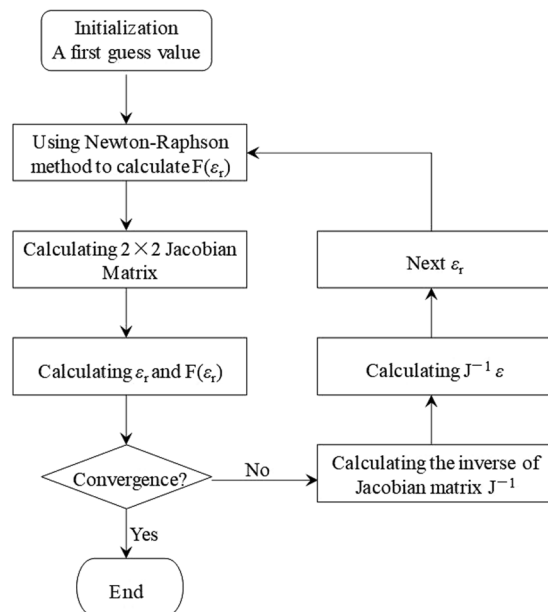 Initialization
A first guess value
Using Newton-Raphson
method to calculate F(εᵣ)
Calculating 2×2 Jacobian
Matrix
Calculating εᵣ and F(εᵣ)
Convergence?
Yes
End
No
Calculating the inverse of
Jacobian matrix J⁻¹
Calculating J⁻¹ ε
Next εᵣ